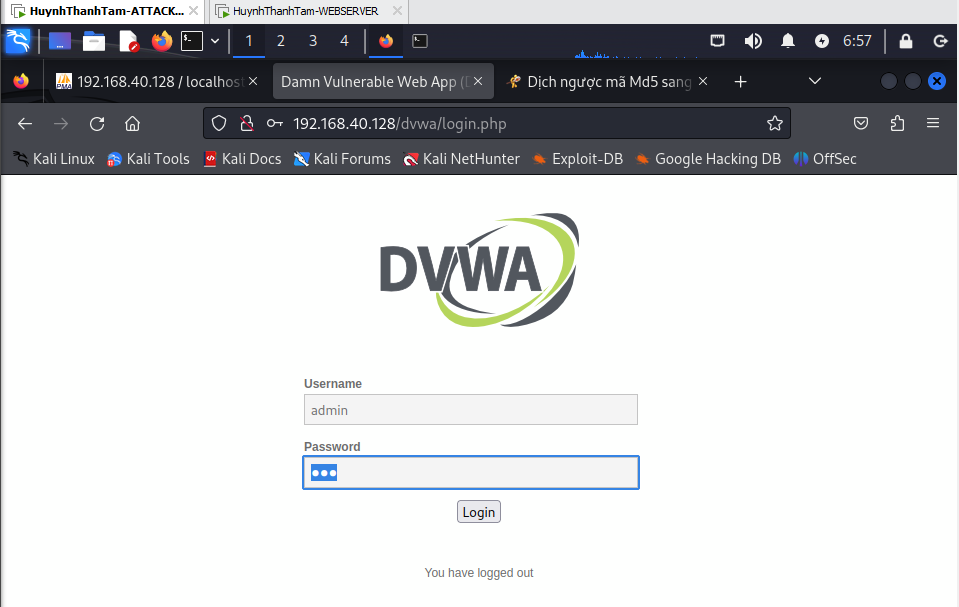 HuynhThanhTam-ATTACK...
HuynhThanhTam-WEBSERVER
1 2 3 4
6:57
192.168.40.128 / localhost
Damn Vulnerable Web App (D
Dịch ngược mã Md5 sang
192.168.40.128/dvwa/login.php
Kali Linux Kali Tools Kali Docs Kali Forums Kali NetHunter Exploit-DB Google Hacking DB OffSec
DVWA
Username
admin
Password
Login
You have logged out